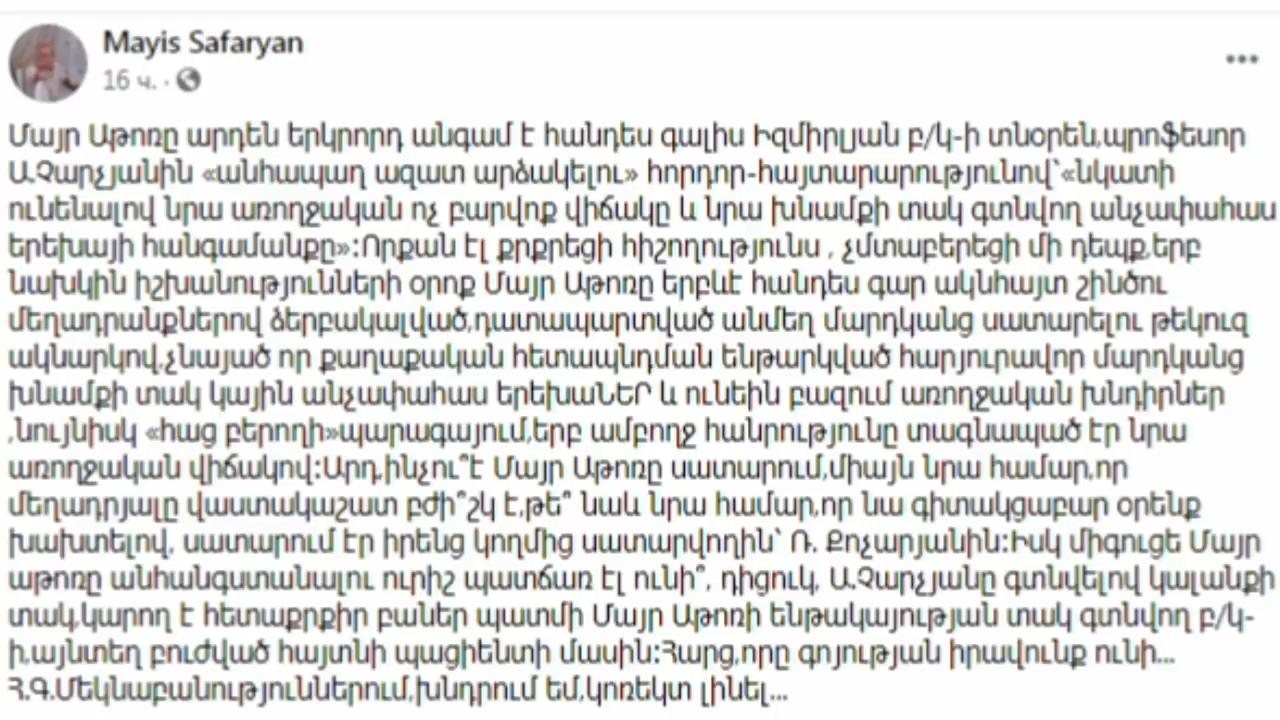 Mayis Safaryan
16 ч. ·
Մայր Աթոռը արդեն երկրորդ անգամ է հանդես գալիս Իզմիրլյան բ/կ-ի տնօրեն,պրոֆեսոր
Ա.Չարչյանին «անհապաղ ազատ արձակելու» հորդոր-հայտարարությունով՝«նկատի
ունենալով նրա առողջական ոչ բարվոք վիճակը և նրա խնամքի տակ գտնվող անչափահաս
երեխայի հանգամանքը»:Որքան էլ քրքրեցի հիշողությունս , չմտաբերեցի մի դեպք,երբ
նախկին իշխանությունների օրոք Մայր Աթոռը երբևէ հանդես գար ակնհայտ շինծու
մեղադրանքներով ձերբակալված,դատապարտված անմեղ մարդկանց սատարելու թեկուզ
ակնարկով,չնայած որ քաղաքական հետապնդման ենթարկված հարյուրավոր մարդկանց
խնամքի տակ կային անչափահաս երեխաՆԵՐ և ունեին բազում առողջական խնդիրներ
,նույնիսկ «հաց բերողի»պարագայում,երբ ամբողջ հանրությունը տագնապած էր նրա
առողջական վիճակով:Արդ,ինչու՞է Մայր Աթոռը սատարում,միայն նրա համար,որ
մեղադրյալը վաստակաշատ բժի՞շկ է,թե՞ նաև նրա համար,որ նա գիտակցաբար օրենք
խախտելով, սատարում էր իրենց կողմից սատարվողին՝ Ռ. Քոչարյանին:Իսկ միգուցե Մայր
աթոռը անհանգստանալու ուրիշ պատճառ էլ ունի՞, դիցուկ, Ա.Չարչյանը գտնվելով կալանքի
տակ,կարող է հետաքրքիր բաներ պատմի Մայր Աթոռի ենթակայության տակ գտնվող բ/կ-
ի,այնտեղ բուժված հայտնի պացիենտի մասին:Հարց,որը գոյության իրավունք ունի...
Հ.Գ.Մեկնաբանություններում,խնդրում եմ,կոռեկտ լինել...